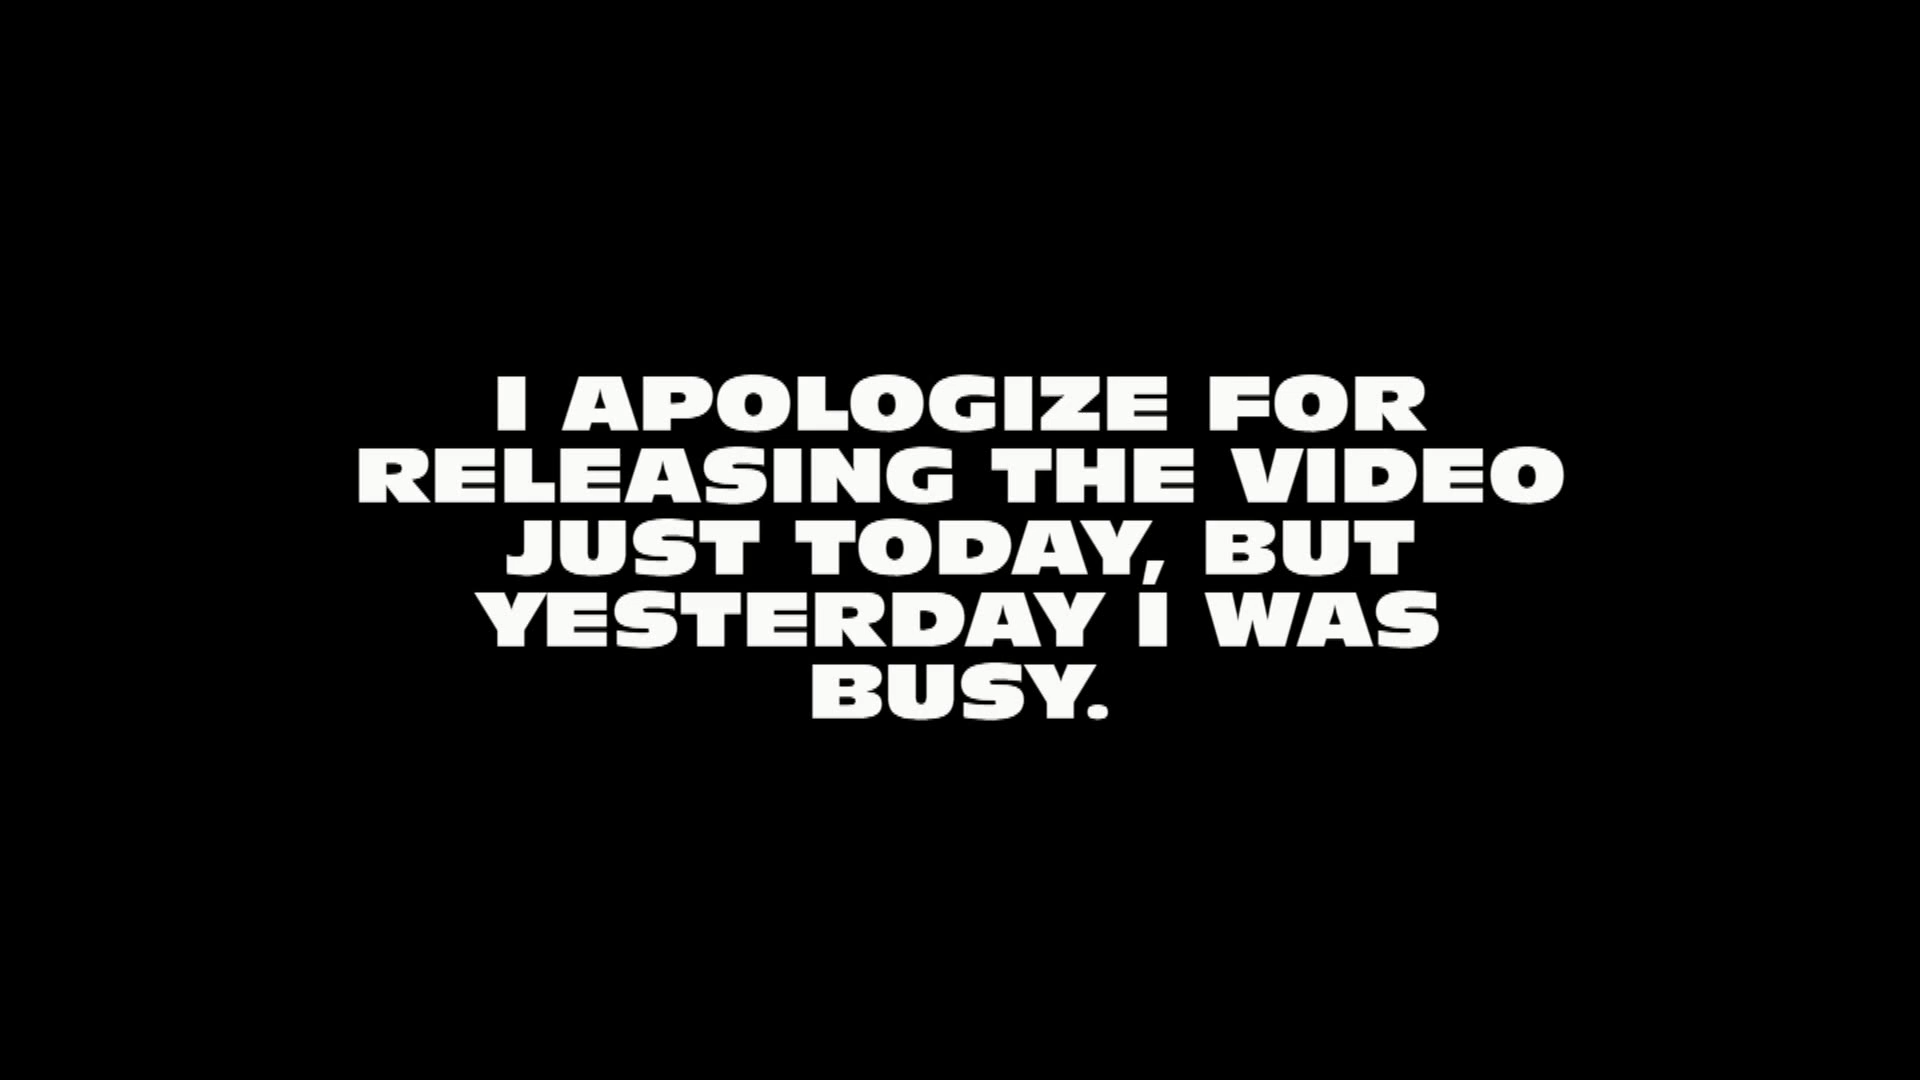 I APOLOGIZE FOR
RELEASING THE VIDEO
JUST TODAY, BUT
YESTERDAY I WAS
BUSY.